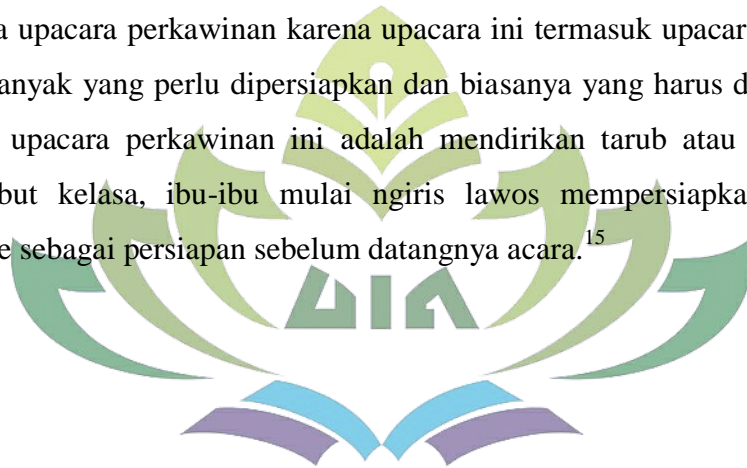 upacara perkawinan karena upacara ini termasuk upacar
anyak yang perlu dipersiapkan dan biasanya yang harus d
upacara perkawinan ini adalah mendirikan tarub atau
but kelasa, ibu-ibu mulai ngiris lawos mempersiapka
e sebagai persiapan sebelum datangnya acara.15
UIN